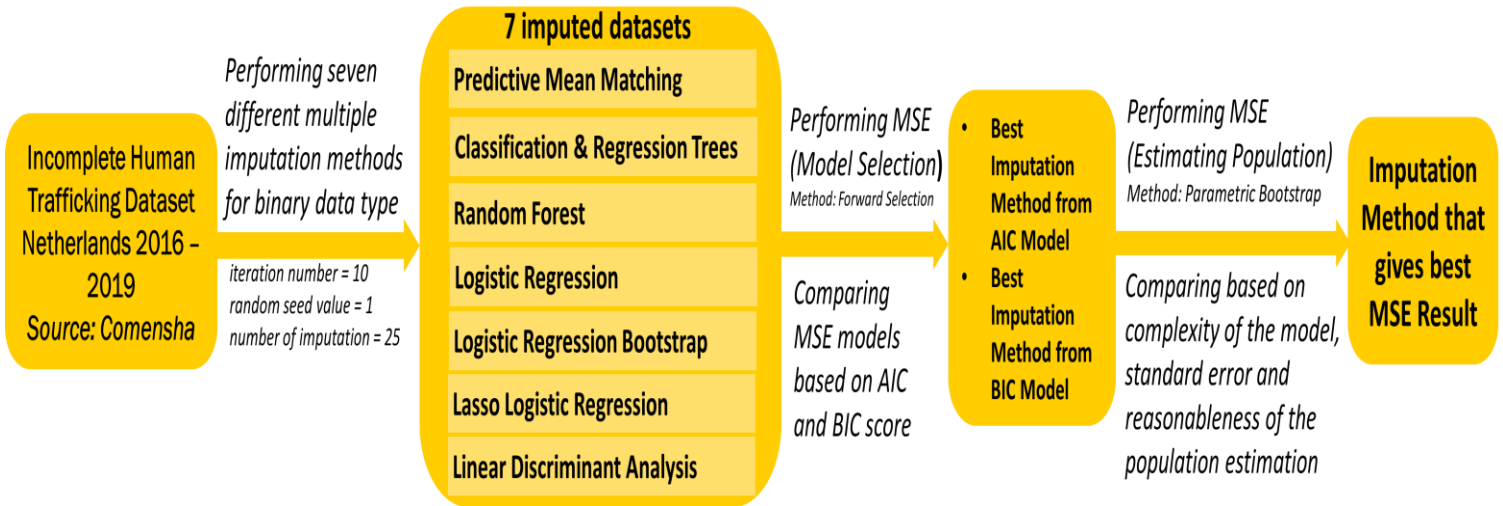 Incomplete Human
Trafficking Dataset
Netherlands 2016 –
2019
Source: Comensha
Performing seven
different multiple
imputation methods
for binary data type
iteration number = 10
random seed value = 1
number of imputation = 25
7 imputed datasets
Predictive Mean Matching
Classification & Regression Trees
Random Forest
Logistic Regression
Logistic Regression Bootstrap
Lasso Logistic Regression
Linear Discriminant Analysis
Performing MSE
(Model Selection)
Method: Forward Selection
Comparing
MSE models
based on AIC
and BIC score
• Best
Imputation
Method from
AIC Model
• Best
Imputation
Method from
BIC Model
Performing MSE
(Estimating Population)
Method: Parametric Bootstrap
Comparing based on
complexity of the model,
standard error and
reasonableness of the
population estimation
Imputation
Method that
gives best
MSE Result